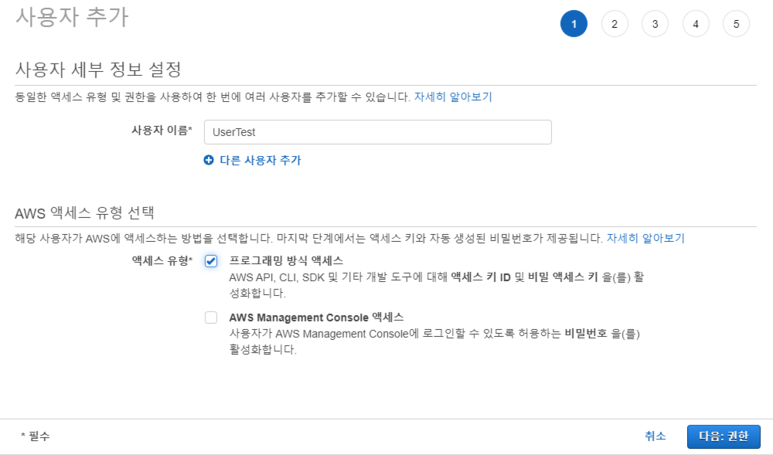 사용자 추가
1 2 3 4 5
사용자 세부 정보 설정
동일한 액세스 유형 및 권한을 사용하여 한 번에 여러 사용자를 추가할 수 있습니다. 자세히 알아보기
사용자 이름* UserTest
다른 사용자 추가
AWS 액세스 유형 선택
해당 사용자가 AWS에 액세스하는 방법을 선택합니다. 마지막 단계에서는 액세스 키와 자동 생성된 비밀번호가 제공됩니다. 자세히 알아보기
액세스 유형* 프로그래밍 방식 액세스
AWS API, CLI, SDK 및 기타 개발 도구에 대해 액세스 키 ID 및 비밀 액세스 키 을(를) 활
성화합니다.
AWS Management Console 액세스
사용자가 AWS Management Console에 로그인할 수 있도록 허용하는 비밀번호 을(를)
활성화합니다.
* 필수 취소 다음: 권한